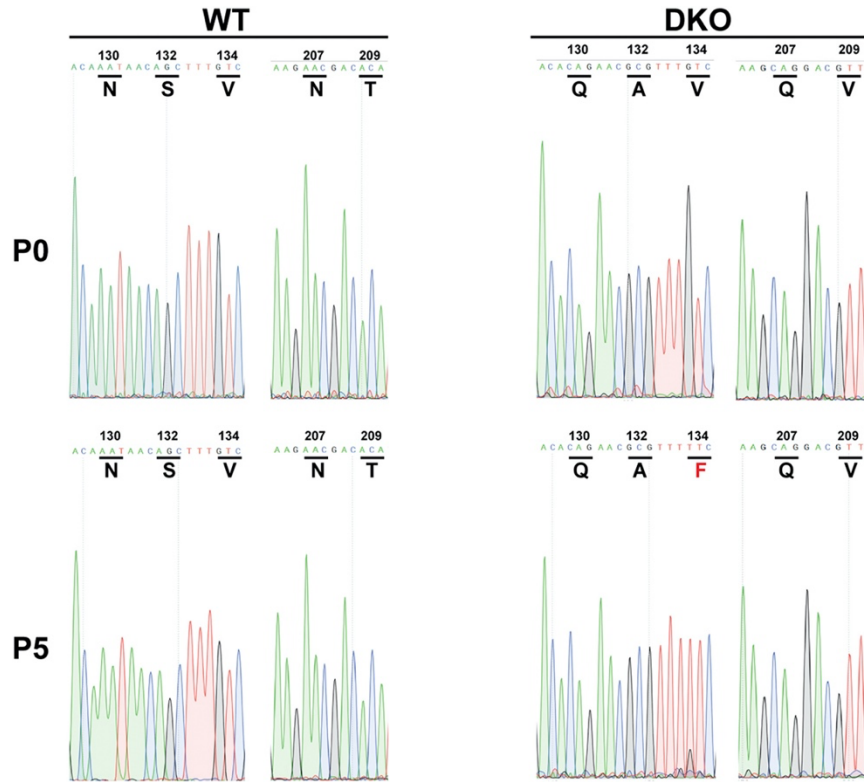 WT DKO
130 132 134 207 209 130 132 134 207 209
ACAAATAACAGCTTTGTC AAGAACGACACA ACACAGAACGCGTTTGTC AAGCAGGACGTT
N S V N T Q A V Q V
P0
130 132 134 207 209 130 132 134 207 209
ACAAATAACAGCTTTGTC AAGAACGACACA ACACAGAACGCGTTTTTC AAGCAGGACGTT
N S V N T Q A F Q V
P5